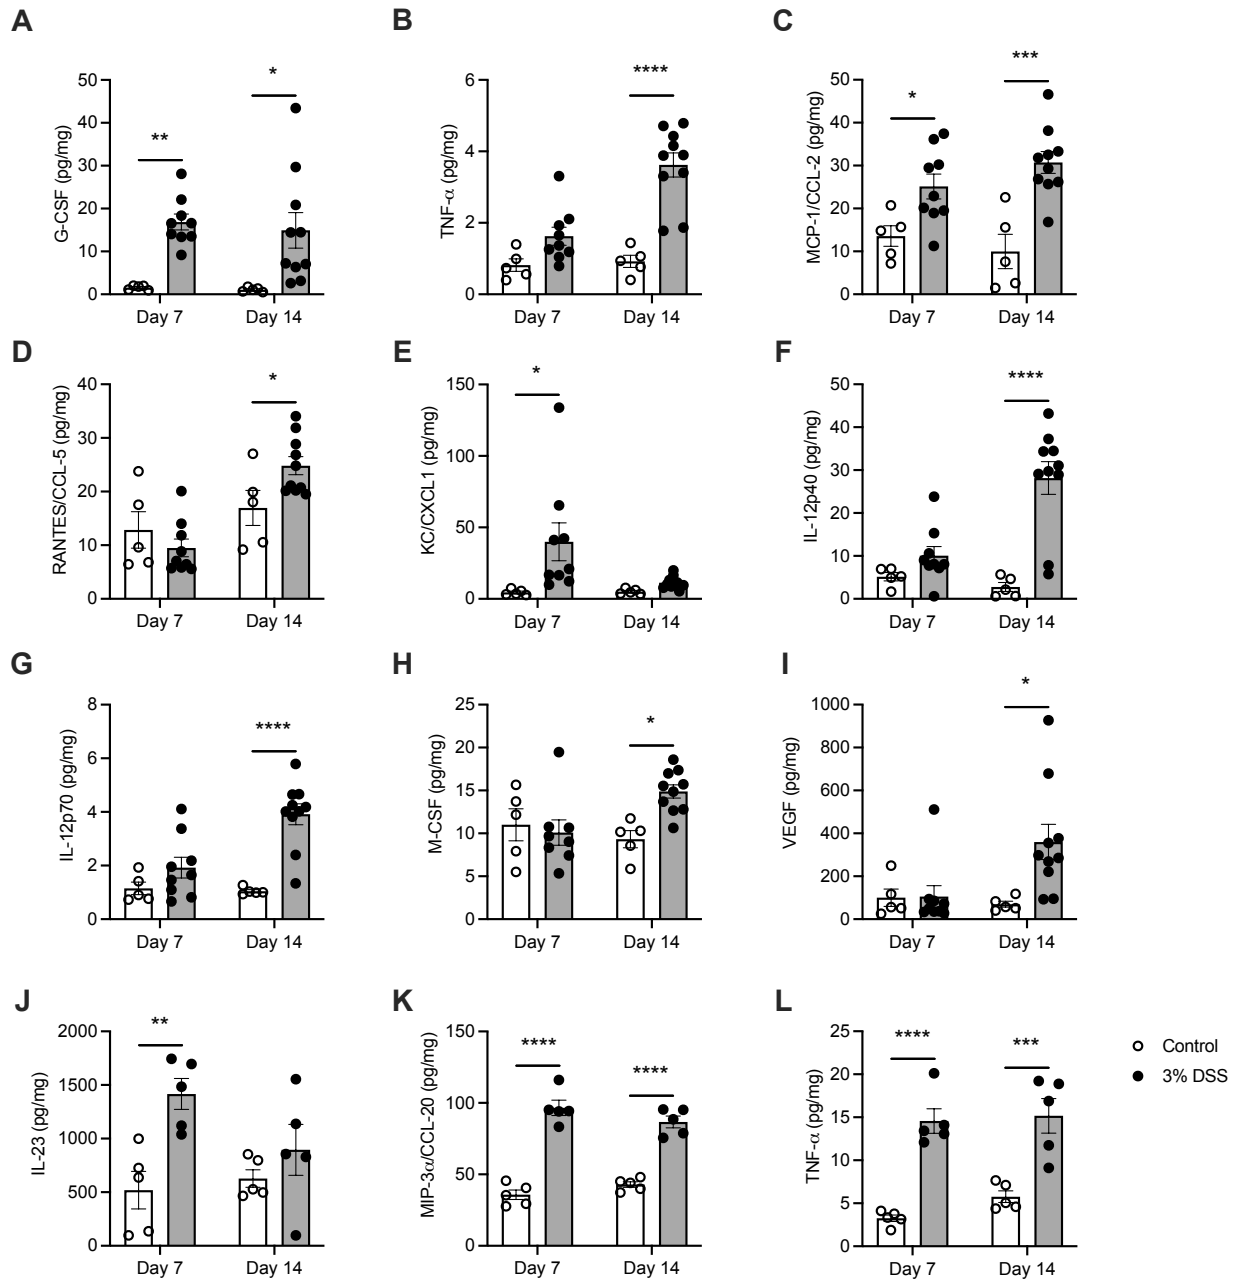 A
B
C
G-CSF (pg/mg)
50
40
30
20
10
0
**
*
Day 7
Day 14
TNF-α (pg/mg)
6
4
2
0
****
Day 7
Day 14
MCP-1/CCL-2 (pg/mg)
50
40
30
20
10
0
*
***
Day 7
Day 14
D
E
F
RANTES/CCL-5 (pg/mg)
40
30
20
10
0
*
Day 7
Day 14
KC/CXCL1 (pg/mg)
150
100
50
0
*
Day 7
Day 14
IL-12p40 (pg/mg)
50
40
30
20
10
0
****
Day 7
Day 14
G
H
I
IL-12p70 (pg/mg)
8
6
4
2
0
****
Day 7
Day 14
M-CSF (pg/mg)
25
20
15
10
5
0
*
Day 7
Day 14
VEGF (pg/mg)
1000
800
600
400
200
0
*
Day 7
Day 14
J
K
L
IL-23 (pg/mg)
2000
1500
1000
500
0
**
Day 7
Day 14
MIP-3α/CCL-20 (pg/mg)
150
100
50
0
****
****
Day 7
Day 14
TNF-α (pg/mg)
25
20
15
10
5
0
****
***
Day 7
Day 14
Control
3% DSS